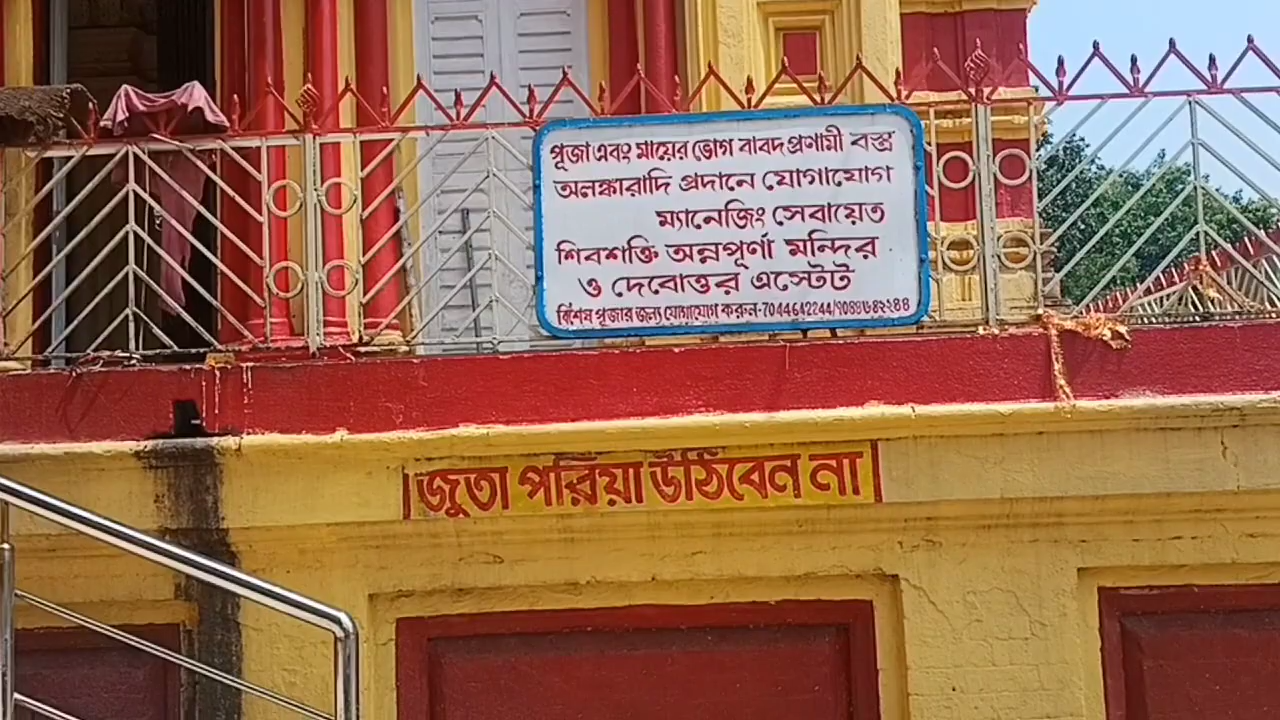 পূজা এবং মায়ের ভোগ বাবদ প্রণামী বস্ত্র
অলঙ্কারাদি প্রদানে যোগাযোগ
ম্যানেজিং সেবায়েত
শিবশক্তি অন্নপূর্ণা মন্দির
ও দেবোত্তর এস্টেট
বিশেষ পূজার জন্য যোগাযোগ করুন-7044642244/
জুতা পরিয়া উঠিবেন না